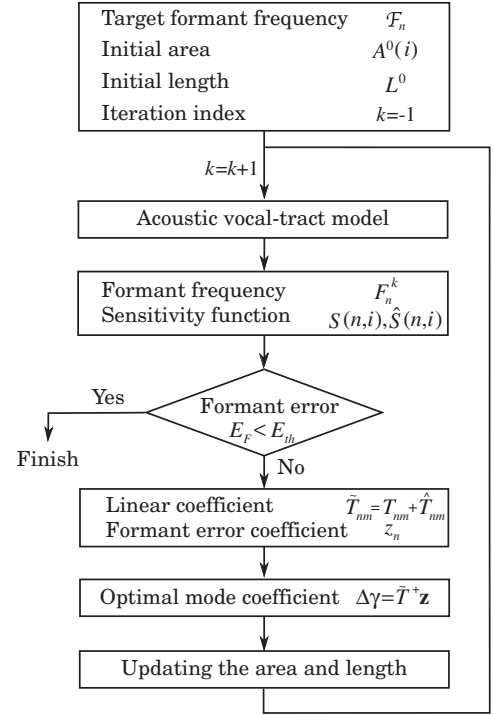 Target formant frequency ℱₙ
Initial area A⁰(i)
Initial length L⁰
Iteration index k=-1
k=k+1
Acoustic vocal-tract model
Formant frequency Fₙᵏ
Sensitivity function S(n,i),Ŝ(n,i)
Yes
Formant error
E_F<E_th
Finish
No
Linear coefficient T̃ₙₘ=Tₙₘ+T̂ₙₘ
Formant error coefficient zₙ
Optimal mode coefficient Δγ=T̃⁺z
Updating the area and length